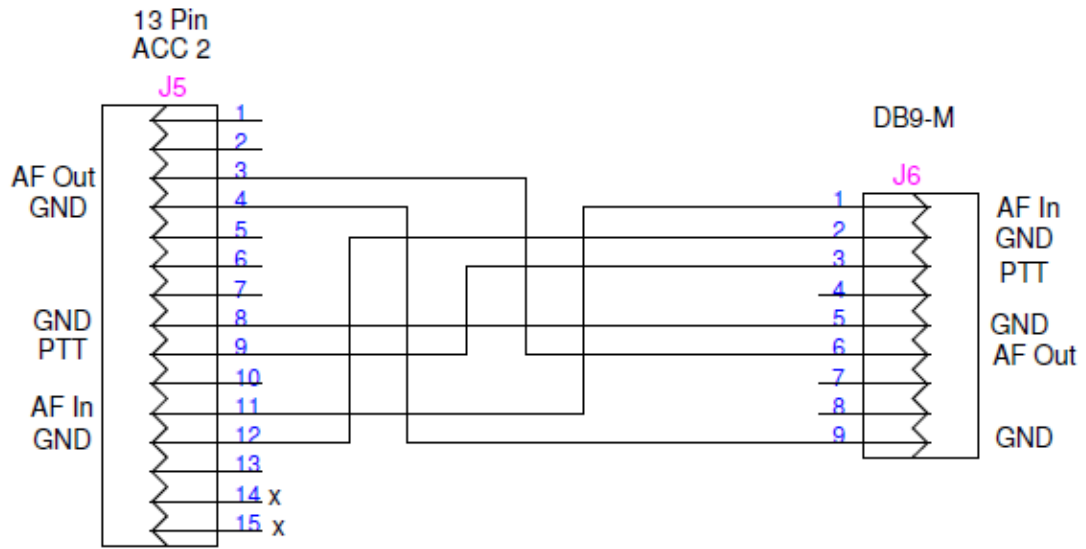 13 Pin
ACC 2
J5
1
2
AF Out 3
GND 4
5
6
7
GND 8
PTT 9
10
AF In 11
GND 12
13
14 x
15 x
DB9-M
J6
1 AF In
2 GND
3 PTT
4
5 GND
6 AF Out
7
8
9 GND